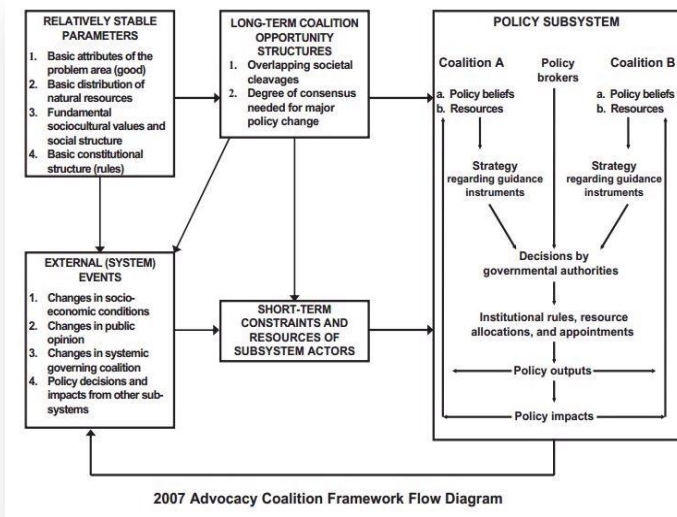 RELATIVELY STABLE
PARAMETERS
1. Basic attributes of the
problem area (good)
2. Basic distribution of
natural resources
3. Fundamental
sociocultural values and
social structure
4. Basic constitutional
structure (rules)
LONG-TERM COALITION
OPPORTUNITY
STRUCTURES
1. Overlapping societal
cleavages
2. Degree of consensus
needed for major
policy change
POLICY SUBSYSTEM
Coalition A
a. Policy beliefs
b. Resources
Policy
brokers
Coalition B
a. Policy beliefs
b. Resources
Strategy
regarding guidance
instruments
Strategy
regarding guidance
instruments
Decisions by
governmental authorities
Institutional rules, resource
allocations, and appointments
Policy outputs
Policy impacts
EXTERNAL (SYSTEM)
EVENTS
1. Changes in socio-
economic conditions
2. Changes in public
opinion
3. Changes in systemic
governing coalition
4. Policy decisions and
impacts from other sub-
systems
SHORT-TERM
CONSTRAINTS AND
RESOURCES OF
SUBSYSTEM ACTORS
2007 Advocacy Coalition Framework Flow Diagram